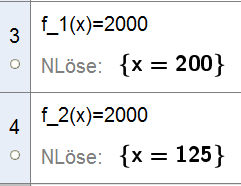 3
f_1(x)=2000
NLöse: {x = 200}
4
f_2(x)=2000
NLöse: {x = 125}